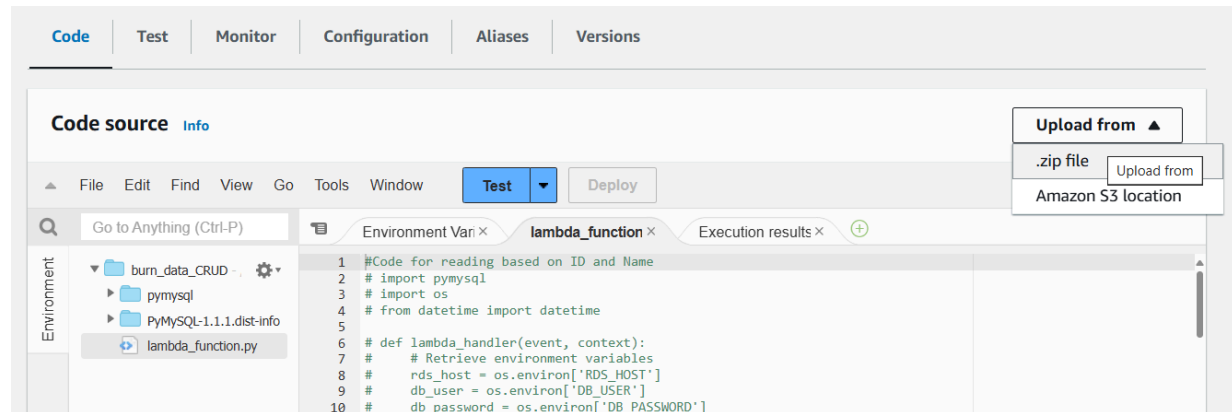 Code Test Monitor Configuration Aliases Versions
Code source Info
Upload from ▲
.zip file
Upload from
Amazon S3 location
File Edit Find View Go Tools Window Test Deploy
Go to Anything (Ctrl-P)
Environment Vari × lambda_function × Execution results ×
Environment
burn_data_CRUD -
pymysql
PyMySQL-1.1.1.dist-info
lambda_function.py
1 #Code for reading based on ID and Name
2 # import pymysql
3 # import os
4 # from datetime import datetime
5
6 # def lambda_handler(event, context):
7 #     # Retrieve environment variables
8 #     rds_host = os.environ['RDS_HOST']
9 #     db_user = os.environ['DB_USER']
10 #     db_password = os.environ['DB_PASSWORD']